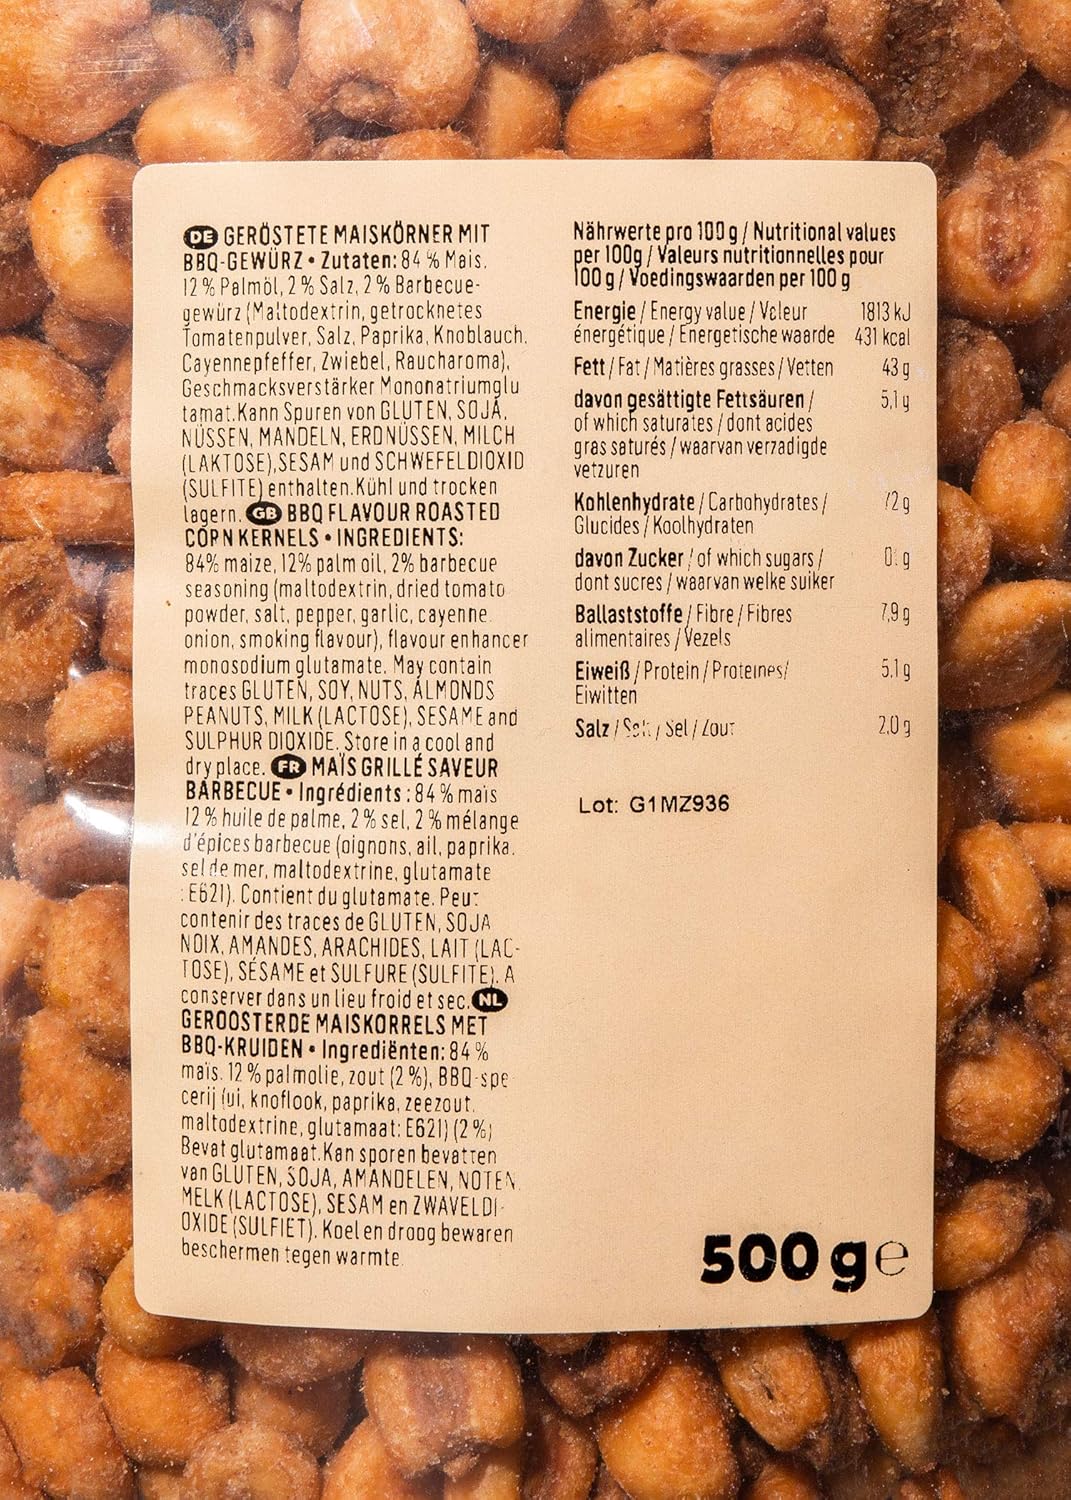 DE GERÖSTETE MAISKÖRNER MIT
BBQ-GEWÜRZ • Zutaten: 84 % Mais.
12 % Palmöl, 2 % Salz, 2 % Barbecue-
gewürz (Maltodextrin, getrocknetes
Tomatenpulver, Salz, Paprika, Knoblauch,
Cayennepfeffer, Zwiebel, Raucharoma),
Geschmacksverstärker Mononatriumglu
tamat. Kann Spuren von GLUTEN, SOJA,
NÜSSEN, MANDELN, ERDNÜSSEN, MILCH
(LAKTOSE), SESAM und SCHWEFELDIOXID
(SULFITE) enthalten. Kühl und trocken
lagern. GB BBQ FLAVOUR ROASTED
CORN KERNELS • INGREDIENTS:
84% maize, 12% palm oil, 2% barbecue
seasoning (maltodextrin, dried tomato
powder, salt, pepper, garlic, cayenne
onion, smoking flavour), flavour enhancer
monosodium glutamate. May contain
traces GLUTEN, SOY, NUTS, ALMONDS
PEANUTS, MILK (LACTOSE), SESAME and
SULPHUR DIOXIDE. Store in a cool and
dry place. FR MAÏS GRILLÉ SAVEUR
BARBECUE • Ingrédients : 84 % maïs
12 % huile de palme, 2 % sel, 2 % mélange
d'épices barbecue (oignons, ail, paprika,
sel de mer, maltodextrine, glutamate
: E621). Contient du glutamate. Peut
contenir des traces de GLUTEN, SOJA
NOIX, AMANDES, ARACHIDES, LAIT (LAC-
TOSE), SÉSAME et SULFURE (SULFITE). A
conserver dans un lieu froid et sec. NL
GEROOSTERDE MAISKORRELS MET
BBQ-KRUIDEN • Ingrediënten: 84 %
maïs. 12 % palmolie, zout (2 %), BBQ-spe
cerij (ui, knoflook, paprika, zeezout,
maltodextrine, glutamaat: E621) (2 %)
Bevat glutamaat. Kan sporen bevatten
van GLUTEN, SOJA, AMANDELEN, NOTEN,
MELK (LACTOSE), SESAM en ZWAVELDI-
OXIDE (SULFIET). Koel en droog bewaren
beschermen tegen warmte.
Nährwerte pro 100 g / Nutritional values
per 100g / Valeurs nutritionnelles pour
100 g / Voedingswaarden per 100 g
Energie / Energy value / Valeur 1813 kJ
énergétique / Energetische waarde 431 kcal
Fett / Fat / Matières grasses / Vetten 43 g
davon gesättigte Fettsäuren / 5,1 g
of which saturates / dont acides
gras saturés / waarvan verzadigde
vetzuren
Kohlenhydrate / Carbohydrates / 72 g
Glucides / Koolhydraten
davon Zucker / of which sugars / g
dont sucres / waarvan welke suiker
Ballaststoffe / Fibre / Fibres 7,9 g
alimentaires / Vezels
Eiweiß / Protein / Proteines / 5,1 g
Eiwitten
Salz / Salt / Sel / Zout 2,0 g
Lot: G1MZ936
500 g e